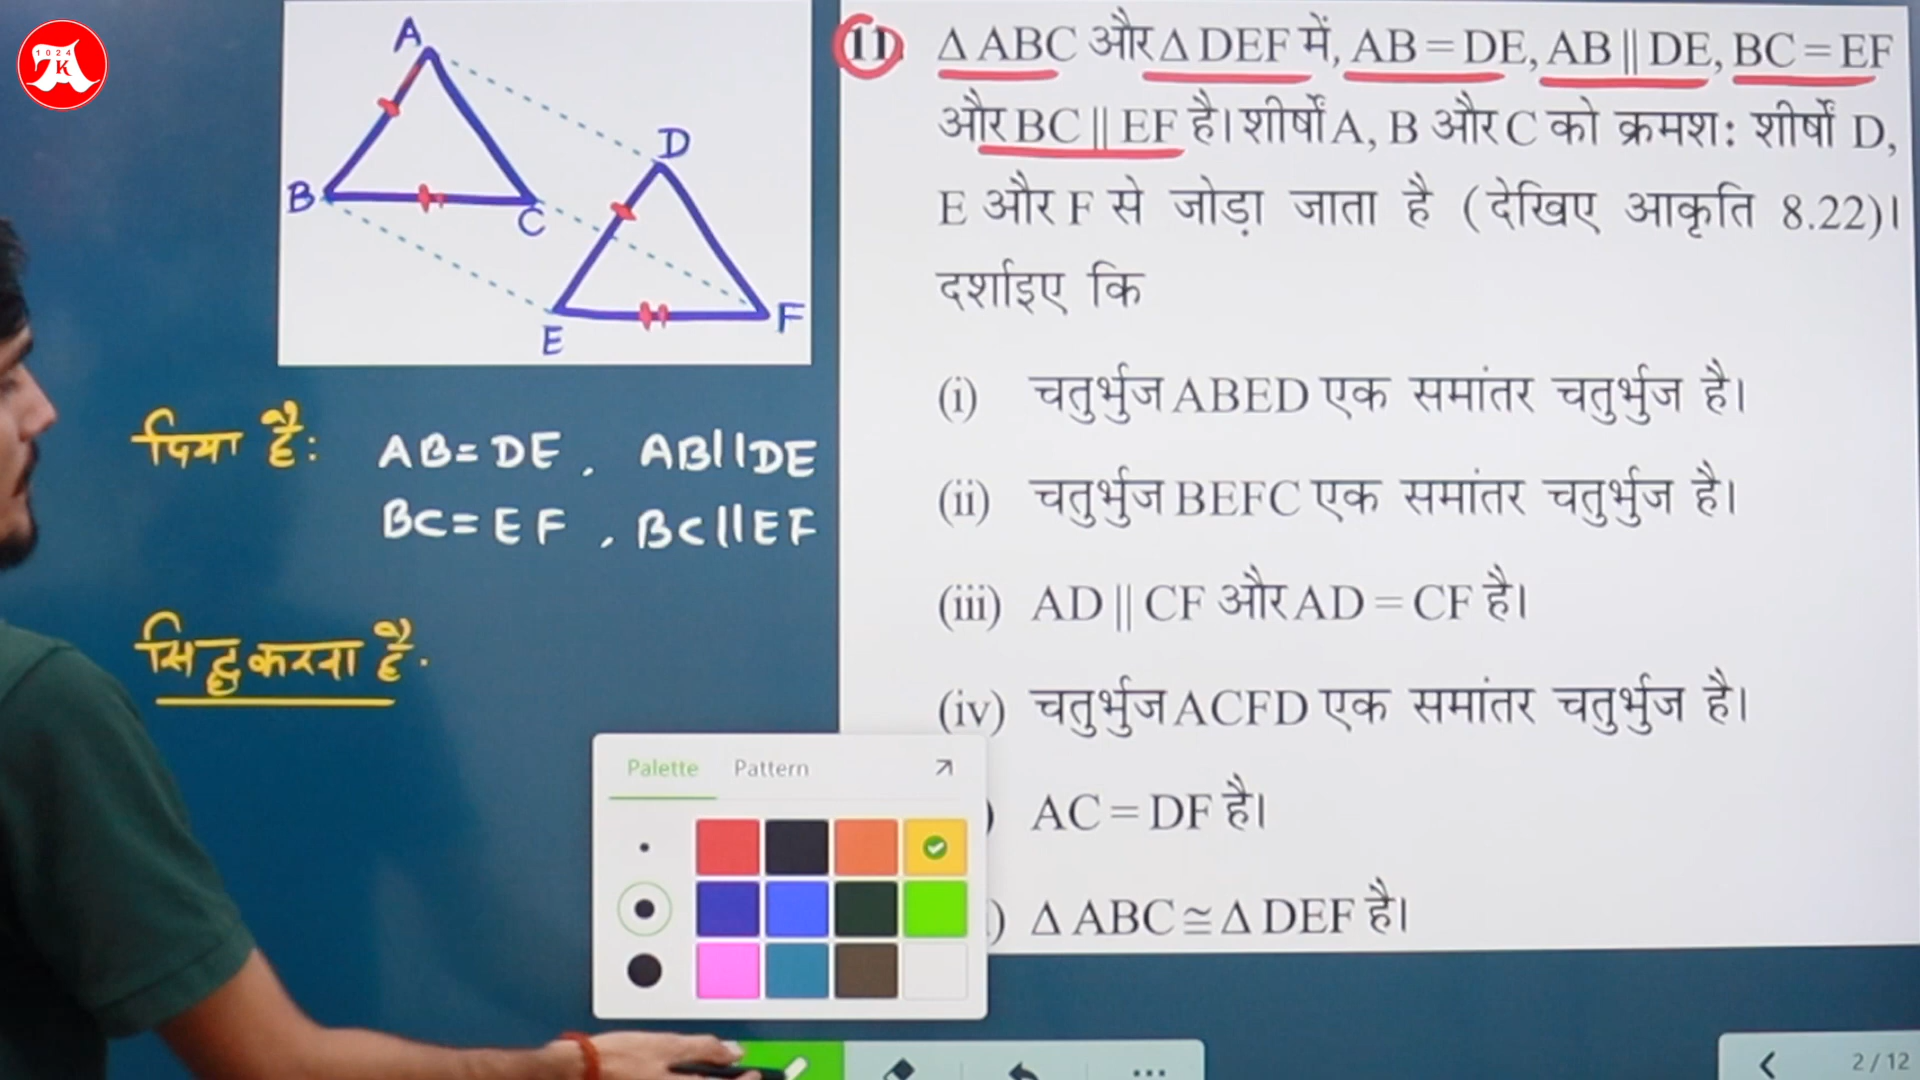 1024
K
A
B
C
D
E
F
दिया है: AB=DE, AB||DE
BC=EF, BC||EF
सिद्ध करना है.
11. Δ ABC और Δ DEF में, AB = DE, AB || DE, BC = EF
और BC || EF है। शीर्षों A, B और C को क्रमश: शीर्षों D,
E और F से जोड़ा जाता है (देखिए आकृति 8.22)।
दर्शाइए कि
(i) चतुर्भुज ABED एक समांतर चतुर्भुज है।
(ii) चतुर्भुज BEFC एक समांतर चतुर्भुज है।
(iii) AD || CF और AD = CF है।
(iv) चतुर्भुज ACFD एक समांतर चतुर्भुज है।
) AC = DF है।
) Δ ABC ≅ Δ DEF है।
Palette Pattern
2 / 12